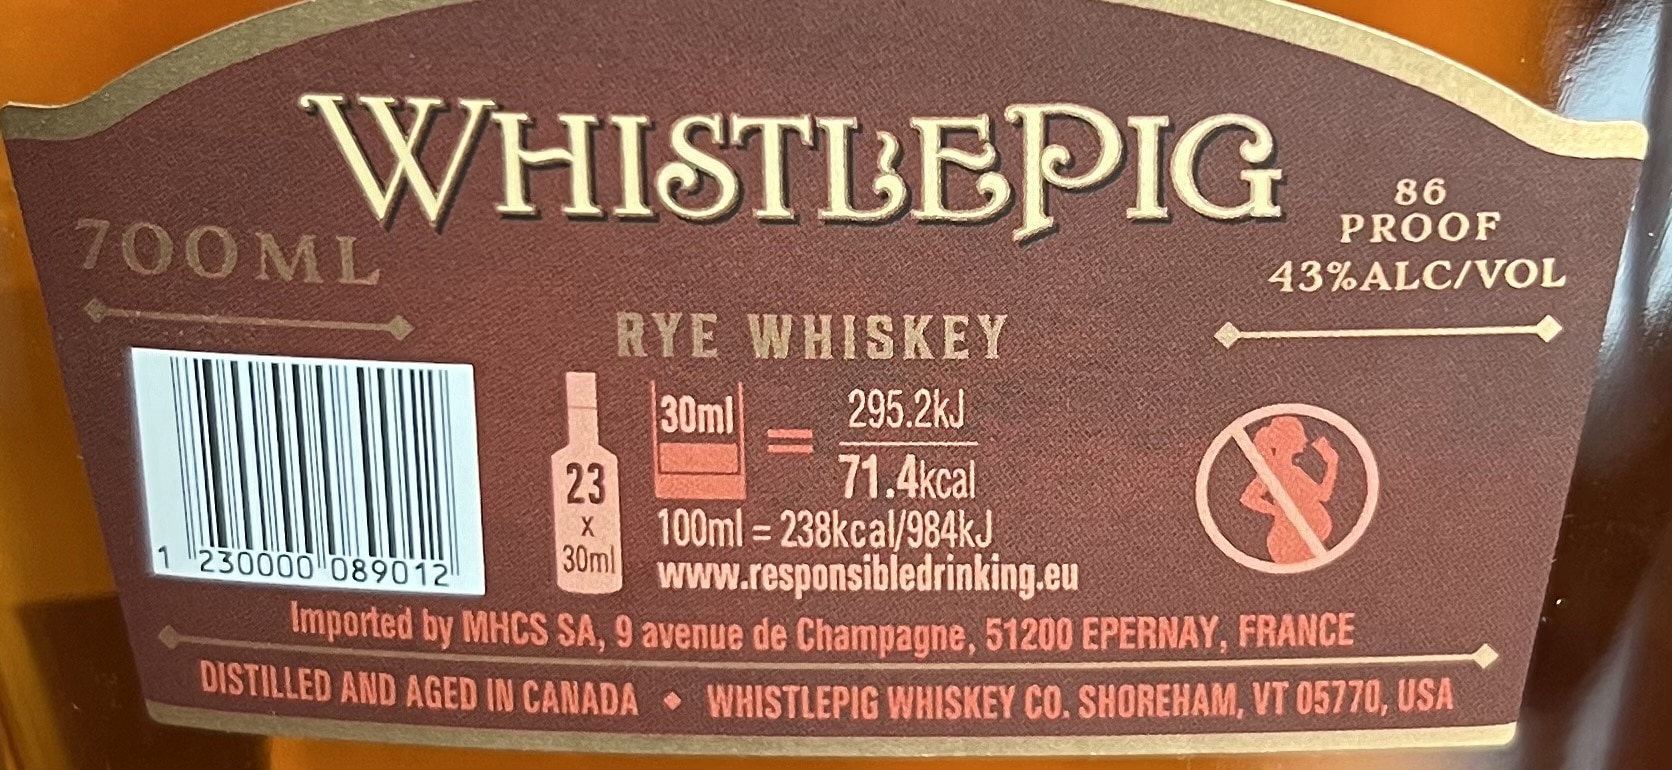 WHISTLEPIG
700ML
86
PROOF
43%ALC/VOL
RYE WHISKEY
1 230000 089012
23
x
30ml
30ml = 295.2kJ
71.4kcal
100ml = 238kcal/984kJ
www.responsibledrinking.eu
Imported by MHCS SA, 9 avenue de Champagne, 51200 EPERNAY, FRANCE
DISTILLED AND AGED IN CANADA ◆ WHISTLEPIG WHISKEY CO. SHOREHAM, VT 05770, USA